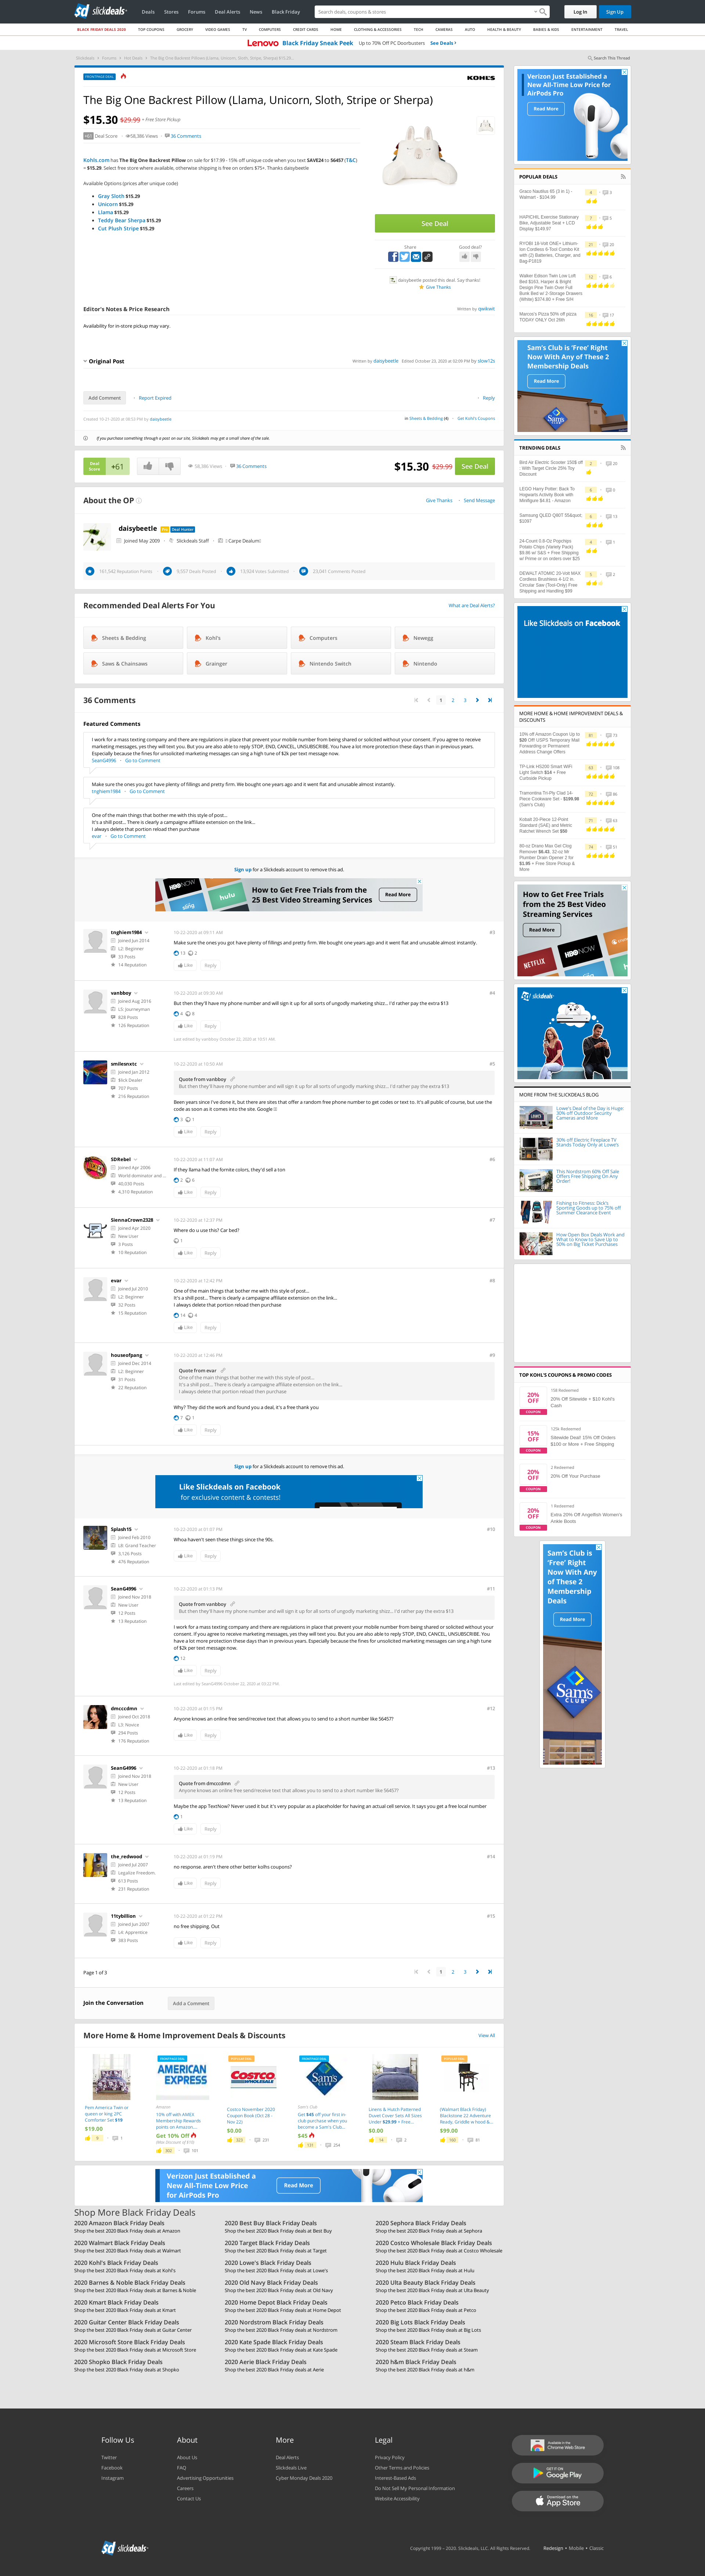 slickdeals
Deals Stores Forums Deal Alerts News Black Friday
Search deals, coupons & stores
Log In Sign Up
BLACK FRIDAY DEALS 2020 TOP COUPONS GROCERY VIDEO GAMES TV COMPUTERS CREDIT CARDS HOME CLOTHING & ACCESSORIES TECH CAMERAS AUTO HEALTH & BEAUTY BABIES & KIDS ENTERTAINMENT TRAVEL
Lenovo Black Friday Sneak Peek Up to 70% Off PC Doorbusters See Deals
Search This Thread
FRONTPAGE DEAL
KOHL'S
The Big One Backrest Pillow (Llama, Unicorn, Sloth, Stripe or Sherpa)
$15.30 $29.99 + Free Store Pickup
+61 Deal Score 58,386 Views 36 Comments
Kohls.com has The Big One Backrest Pillow on sale for $17.99 - 15% off unique code when you text SAVE24 to 56457 (T&C)
= $15.29. Select free store where available, otherwise shipping is free on orders $75+. Thanks daisybeetle
Available Options (prices after unique code)
Gray Sloth $15.29
Unicorn $15.29
Llama $15.29
Teddy Bear Sherpa $15.29
Cut Plush Stripe $15.29
See Deal
Share
Good deal?
daisybeetle posted this deal. Say thanks!
Give Thanks
Editor's Notes & Price Research
Written by qwiknet
Available for in-store pickup may vary.
Original Post
Written by daisybeetle Edited October 23, 2020 at 02:09 PM by slow12s
Add Comment Report Expired Reply
Created 10-21-2020 at 08:53 PM by daisybeetle
in Sheets & Bedding (4) Get Kohl's Coupons
If you purchase something through a post on our site, Slickdeals may get a small share of the sale.
Deal Score +61 58,386 Views 36 Comments $15.30 $29.99 See Deal
About the OP
Give Thanks Send Message
daisybeetle Pro Deal Hunter
Joined May 2009 Slickdeals Staff Carpe Dealum!
161,542 Reputation Points 9,057 Deals Posted 13,924 Votes Submitted 23,041 Comments Posted
Recommended Deal Alerts For You
What are Deal Alerts?
Sheets & Bedding Kohl's Computers Newegg
Saws & Chainsaws Grainger Nintendo Switch Nintendo
36 Comments
1 2 3
Featured Comments
I work for a mass texting company and there are regulations in place that prevent your mobile number from being shared or solicited without your consent. If you agree to receive
marketing messages, yes they will text you. But you are also able to reply STOP, END, CANCEL, UNSUBSCRIBE. You have a lot more protection these days than in previous years.
Especially because the fines from unsolicited marketing messages can sing a high tune of $2k per text message now.
SeanG4996 Go to Comment
Make sure the ones you got have plenty of fillings and pretty firm. We bought one years ago and it went flat and unusable almost instantly.
tnghiem1984 Go to Comment
One of the main things that bother me with this style of post...
It's a shill post... There is clearly a campaigne affiliate extension on the link...
I always delete that portion reload then purchase
evar Go to Comment
Sign up for a Slickdeals account to remove this ad.
How to Get Free Trials from the
25 Best Video Streaming Services
Read More
tnghiem1984
Joined Jun 2014
L2: Beginner
33 Posts
14 Reputation
10-22-2020 at 09:11 AM #3
Make sure the ones you got have plenty of fillings and pretty firm. We bought one years ago and it went flat and unusable almost instantly.
13 2
Like Reply
vanbboy
Joined Aug 2016
L5: Journeyman
828 Posts
126 Reputation
10-22-2020 at 09:35 AM #4
But then they'll have my phone number and will sign it up for all sorts of ungodly marketing shizz... I'd rather pay the extra $13
4 8
Like Reply
Last edited by vanbboy October 22, 2020 at 10:51 AM.
smilesnxtc
Joined Jan 2012
Slick Dealer
707 Posts
216 Reputation
10-22-2020 at 10:50 AM #5
Quote from vanbboy
But then they'll have my phone number and will sign it up for all sorts of ungodly marketing shizz... I'd rather pay the extra $13
Been years since I've done it, but there are sites that offer a random free phone number to get codes or text to. It's all public of course, but use the
code as soon as it comes into the site. Google
3 1
Like Reply
SDRebel
Joined Apr 2006
World dominator and ...
40,030 Posts
4,310 Reputation
10-22-2020 at 11:07 AM #6
If they llama had the fortnite colors, they'd sell a ton
2 6
Like Reply
SiennaCrown2328
Joined Apr 2020
New User
3 Posts
10 Reputation
10-22-2020 at 12:37 PM #7
Where do u use this? Car bed?
1
Like Reply
evar
Joined Jul 2010
L2: Beginner
32 Posts
15 Reputation
10-22-2020 at 12:42 PM #8
One of the main things that bother me with this style of post...
It's a shill post... There is clearly a campaigne affiliate extension on the link...
I always delete that portion reload then purchase
14 4
Like Reply
houseofpang
Joined Dec 2014
L2: Beginner
31 Posts
22 Reputation
10-22-2020 at 12:46 PM #9
Quote from evar
One of the main things that bother me with this style of post...
It's a shill post... There is clearly a campaigne affiliate extension on the link...
I always delete that portion reload then purchase
Why? They did the work and found you a deal, it's a free thank you
7 1
Like Reply
Sign up for a Slickdeals account to remove this ad.
Like Slickdeals on Facebook
for exclusive content & contests!
Splash15
Joined Feb 2010
L8: Grand Teacher
3,126 Posts
476 Reputation
10-22-2020 at 01:07 PM #10
Whoa haven't seen these things since the 90s.
Like Reply
SeanG4996
Joined Nov 2018
New User
12 Posts
13 Reputation
10-22-2020 at 01:13 PM #11
Quote from vanbboy
But then they'll have my phone number and will sign it up for all sorts of ungodly marketing shizz... I'd rather pay the extra $13
I work for a mass texting company and there are regulations in place that prevent your mobile number from being shared or solicited without your
consent. If you agree to receive marketing messages, yes they will text you. But you are also able to reply STOP, END, CANCEL, UNSUBSCRIBE. You
have a lot more protection these days than in previous years. Especially because the fines from unsolicited marketing messages can sing a high tune
of $2k per text message now.
12
Like Reply
Last edited by SeanG4996 October 22, 2020 at 03:22 PM.
dmcccdmn
Joined Oct 2018
L3: Novice
294 Posts
176 Reputation
10-22-2020 at 01:15 PM #12
Anyone knows an online free send/receive text that allows you to send to a short number like 56457?
Like Reply
SeanG4996
Joined Nov 2018
New User
12 Posts
13 Reputation
10-22-2020 at 01:18 PM #13
Quote from dmcccdmn
Anyone knows an online free send/receive text that allows you to send to a short number like 56457?
Maybe the app TextNow? Never used it but it's very popular as a placeholder for having an actual cell service. It says you get a free local number
1
Like Reply
the_redwood
Joined Jul 2007
Legalize Freedom
613 Posts
231 Reputation
10-22-2020 at 01:19 PM #14
no response. aren't there other better kolhs coupons?
Like Reply
11tybillion
Joined Jun 2007
L4: Apprentice
383 Posts
10-22-2020 at 01:22 PM #15
no free shipping. Out
Like Reply
Page 1 of 3
1 2 3
Join the Conversation Add a Comment
More Home & Home Improvement Deals & Discounts
View All
Pem America Twin or
queen or king 2PC
Comforter Set $19
$19.00
AMERICAN EXPRESS
Amazon
10% off with AMEX
Membership Rewards
points on Amazon...
Get 10% Off
COSTCO WHOLESALE
Costco November 2020
Coupon Book (Oct 28 -
Nov 22)
$0.00
Sam's Club
Get $45 off your first in-
club purchase when you
become a Sam's Club...
$45
Linens & Hutch Patterned
Duvet Cover Sets All Sizes
Under $29.99 + Free...
$0.00
(Walmart Black Friday)
Blackstone 22 Adventure
Ready Griddle w hood &...
$99.00
Verizon Just Established a
New All-Time Low Price
for AirPods Pro
Read More
Shop More Black Friday Deals
2020 Amazon Black Friday Deals 2020 Best Buy Black Friday Deals 2020 Sephora Black Friday Deals
Shop the best 2020 Black Friday deals at Amazon Shop the best 2020 Black Friday deals at Best Buy Shop the best 2020 Black Friday deals at Sephora
2020 Walmart Black Friday Deals 2020 Target Black Friday Deals 2020 Costco Wholesale Black Friday Deals
Shop the best 2020 Black Friday deals at Walmart Shop the best 2020 Black Friday deals at Target Shop the best 2020 Black Friday deals at Costco Wholesale
2020 Kohl's Black Friday Deals 2020 Lowe's Black Friday Deals 2020 Hulu Black Friday Deals
Shop the best 2020 Black Friday deals at Kohl's Shop the best 2020 Black Friday deals at Lowe's Shop the best 2020 Black Friday deals at Hulu
2020 Barnes & Noble Black Friday Deals 2020 Old Navy Black Friday Deals 2020 Ulta Beauty Black Friday Deals
Shop the best 2020 Black Friday deals at Barnes & Noble Shop the best 2020 Black Friday deals at Old Navy Shop the best 2020 Black Friday deals at Ulta Beauty
2020 Kmart Black Friday Deals 2020 Home Depot Black Friday Deals 2020 Petco Black Friday Deals
Shop the best 2020 Black Friday deals at Kmart Shop the best 2020 Black Friday deals at Home Depot Shop the best 2020 Black Friday deals at Petco
2020 Guitar Center Black Friday Deals 2020 Nordstrom Black Friday Deals 2020 Big Lots Black Friday Deals
Shop the best 2020 Black Friday deals at Guitar Center Shop the best 2020 Black Friday deals at Nordstrom Shop the best 2020 Black Friday deals at Big Lots
2020 Microsoft Store Black Friday Deals 2020 Kate Spade Black Friday Deals 2020 Steam Black Friday Deals
Shop the best 2020 Black Friday deals at Microsoft Store Shop the best 2020 Black Friday deals at Kate Spade Shop the best 2020 Black Friday deals at Steam
2020 Shopko Black Friday Deals 2020 Aerie Black Friday Deals 2020 h&m Black Friday Deals
Shop the best 2020 Black Friday deals at Shopko Shop the best 2020 Black Friday deals at Aerie Shop the best 2020 Black Friday deals at h&m
Verizon Just Established a
New All-Time Low Price for
AirPods Pro
Read More
POPULAR DEALS
Graco Nautilus 65 (3 in 1) -
Walmart - $104.99
HAPICHIL Exercise Stationary
Bike, Adjustable Seat + LCD
Display $149.97
RYOBI 18-Volt ONE+ Lithium-
Ion Cordless 6-Tool Combo Kit
with (2) Batteries, Charger, and
Bag-P1819
Walker Edison Twin Low Loft
Bed $193, Harper & Bright
Design Pine Twin Over Full
Bunk Bed w/ 2-Storage Drawers
(White) $374.80 + Free S/H
Marcos's Pizza 50% off pizza.
TODAY ONLY Oct 26th
Sam's Club is 'Free' Right
Now With Any of These 2
Membership Deals
Read More
TRENDING DEALS
Bird Air Electric Scooter 150$ off
. With Target Circle 25% Toy
Discount
LEGO Harry Potter: Back To
Hogwarts Activity Book with
Minifigure $4.91 - Amazon
Samsung QLED Q80T 55&quot;
$1097
24-Count 0.8-Oz Popchips
Potato Chips (Variety Pack)
$9.96 w/ S&S + Free Shipping
w/ Prime or on orders over $25
DEWALT ATOMIC 20-Volt MAX
Cordless Brushless 4-1/2 in.
Circular Saw (Tool-Only) Free
Shipping and Handling $99
Like Slickdeals on Facebook
MORE HOME & HOME IMPROVEMENT DEALS &
DISCOUNTS
10% off Amazon Coupon Up to
$20 OR USPS Temporary Mail
Forwarding or Permanent
Address Change Offers
TP-Link HS200 Smart WiFi
Light Switch $14 + Free
Curbside Pickup
Tramontina Tri-Ply Clad 14-
Piece Cookware Set - $199.98
(Sam's Club)
Kobalt 20-Piece 12-Point
Standard (SAE) and Metric
Ratchet Wrench Set $50
80-oz Drano Max Gel Clog
Remover $6.43, 32-oz Mr
Plumber Drain Opener 2 for
$1.95 + Free Store Pickup &
More
How to Get Free Trials
from the 25 Best Video
Streaming Services
Read More
NETFLIX
HBO
slickdeals
MORE FROM THE SLICKDEALS BLOG
Lowe's Deal of the Day is Huge:
30% off Outdoor Security
Cameras and More
30% off Electric Fireplace TV
Stands Today Only at Lowe's
This Nordstrom 60% Off Sale
Offers Free Shipping On Any
Order!
Fishing to Fitness: Dick's
Sporting Goods up to 75% off
Summer Clearance Event
How Open Box Deals Work and
What to Know to Save Up to
50% on Big Ticket Purchases
TOP KOHL'S COUPONS & PROMO CODES
20% OFF
COUPON
20% Off Sitewide + $10 Kohl's
Cash
15% OFF
COUPON
Sitewide Deal! 15% Off Orders
$100 or More + Free Shipping
20% OFF
COUPON
2 Redeemed
20% Off Your Purchase
20% OFF
COUPON
1 Redeemed
Extra 20% Off Angelfish Women's
Ankle Boots
Sam's Club is
'Free' Right
Now With Any
of These 2
Membership
Deals
Read More
Sam's CLUB
Follow Us About More Legal
Twitter About Us Deal Alerts Privacy Policy
Facebook FAQ Slickdeals Live Other Terms and Policies
Instagram Advertising Opportunities Cyber Monday Deals 2020 Interest-Based Ads
Careers Do Not Sell My Personal Information
Contact Us Website Accessibility
Available in the Chrome Web Store
GET IT ON Google Play
Download on the App Store
slickdeals
Copyright 1999 - 2020. Slickdeals, LLC. All Rights Reserved. Redesign • Mobile • Classic